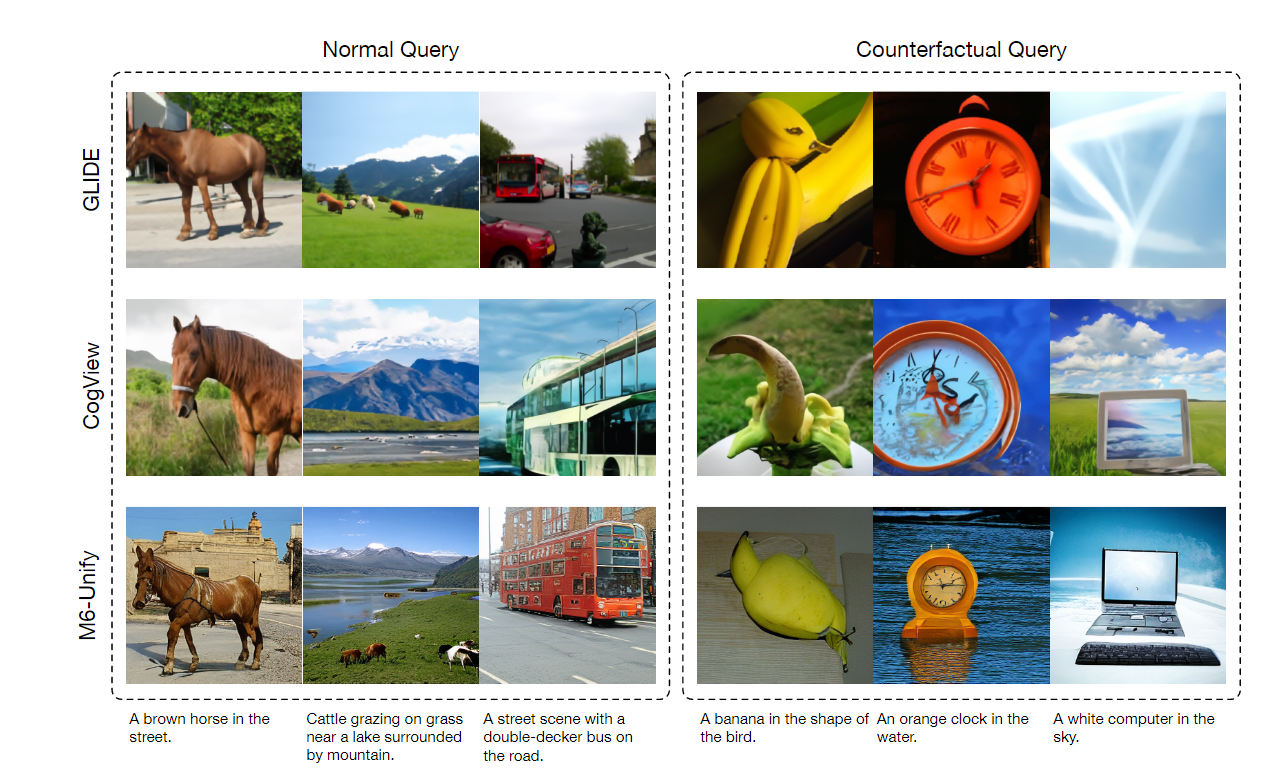 Normal Query
Counterfactual Query
GLIDE
CogView
M6-Unify
A brown horse in the
street.
Cattle grazing on grass
near a lake surrounded
by mountain.
A street scene with a
double-decker bus on
the road.
A banana in the shape of
the bird.
An orange clock in the
water.
A white computer in the
sky.